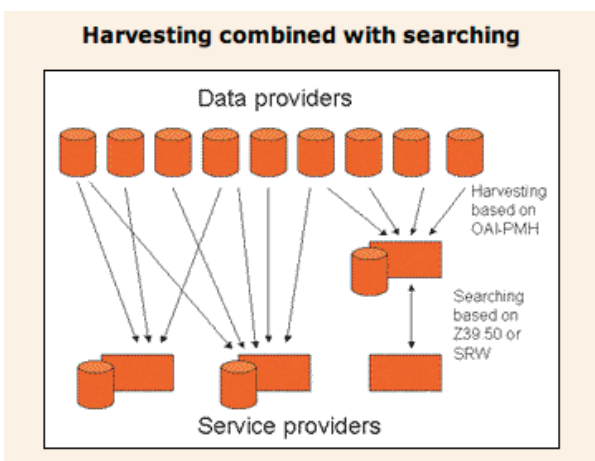 Harvesting combined with searching
Data providers
Harvesting
based on
OAI-PMH
Searching
based on
Z39.50 or
SRW
Service providers